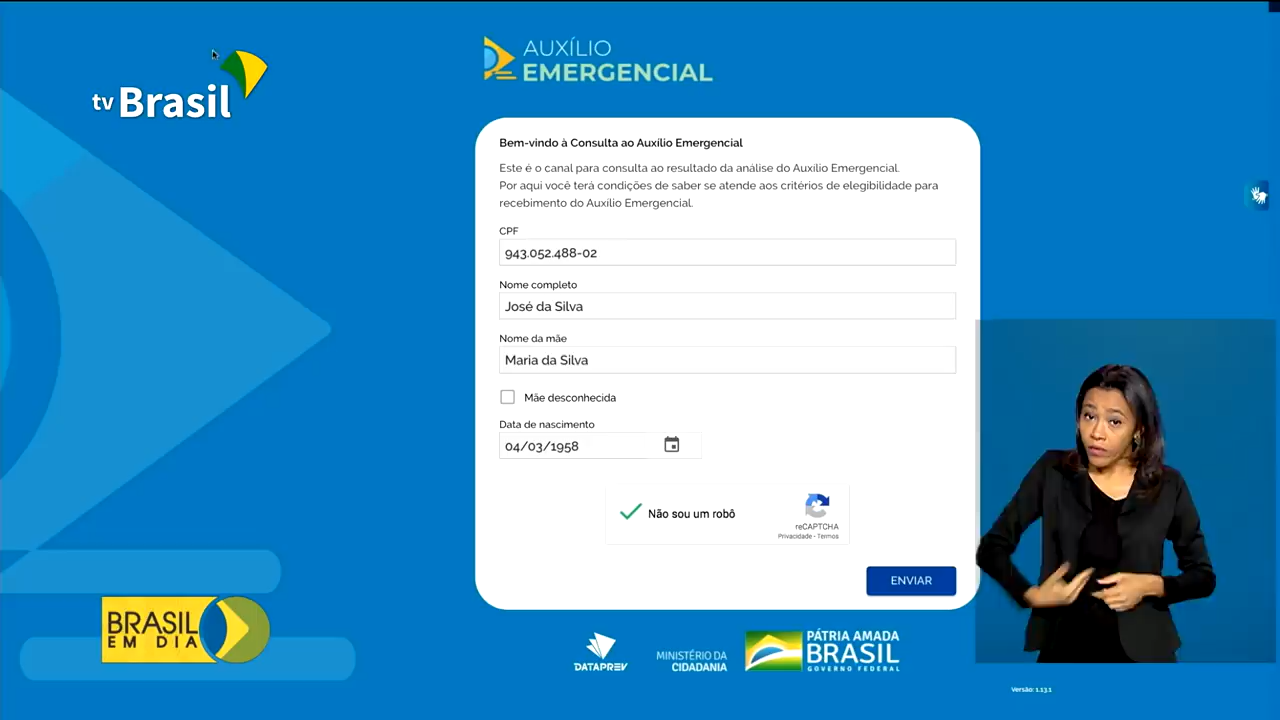 tv Brasil
AUXÍLIO
EMERGENCIAL
Bem-vindo à Consulta ao Auxílio Emergencial
Este é o canal para consulta ao resultado da análise do Auxílio Emergencial.
Por aqui você terá condições de saber se atende aos critérios de elegibilidade para
recebimento do Auxílio Emergencial.
CPF
943.052.488-02
Nome completo
José da Silva
Nome da mãe
Maria da Silva
Mãe desconhecida
Data de nascimento
04/03/1958
Não sou um robô
reCAPTCHA
Privacidade - Termos
ENVIAR
BRASIL
EM DIA
DATAPREV
MINISTÉRIO DA
CIDADANIA
PÁTRIA AMADA
BRASIL
GOVERNO FEDERAL
Versão: 1.13.1